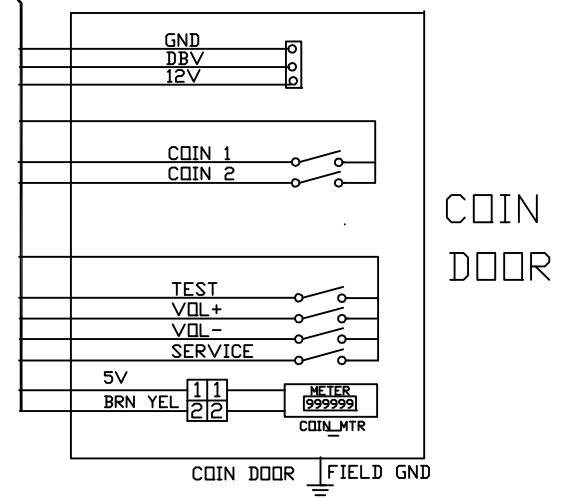 GND
DBV
12V
COIN 1
COIN 2
COIN
DOOR
TEST
VOL+
VOL-
SERVICE
5V
BRN YEL
1 1
2 2
METER
999999
COIN_MTR
COIN DOOR
FIELD GND